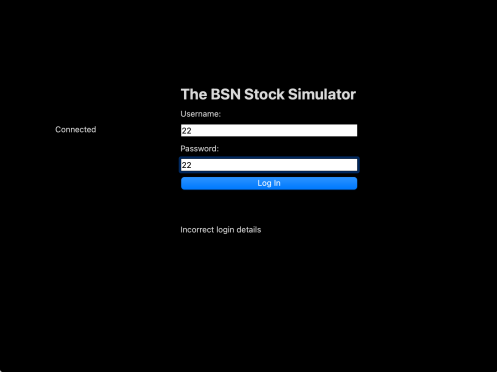 The BSN Stock Simulator
Username:
Connected
22
Password:
22
Log In
Incorrect login details